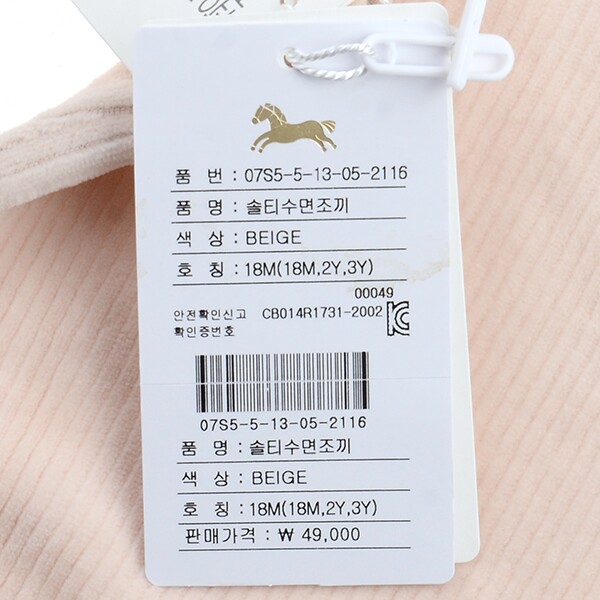 품 번 : 07S5-5-13-05-2116
품 명 : 솔티수면조끼
색 상 : BEIGE
호 칭 : 18M(18M,2Y,3Y)
00049
안전확인신고 CB014R1731-2002
확인증번호
07S5-5-13-05-2116
품 명 : 솔티수면조끼
색 상 : BEIGE
호 칭 : 18M(18M,2Y,3Y)
판매가격 : ₩ 49,000